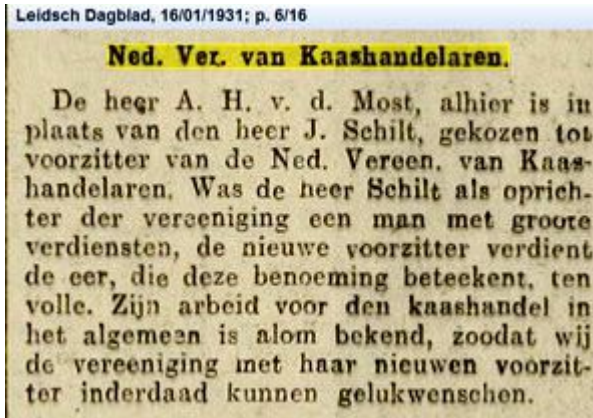 Leidsch Dagblad, 16/01/1931; p. 6/16
Ned. Ver. van Kaashandelaren.
De heer A. H. v. d. Most, alhier is in
plaats van den heer J. Schilt, gekozen tot
voorzitter van de Ned. Vereen. van Kaas-
handelaren. Was de heer Schilt als oprich-
ter der vereeniging een man met groote
verdiensten, de nieuwe voorzitter verdient
de eer, die deze benoeming beteekent, ten
volle. Zijn arbeid voor den kaashandel in
het algemeen is alom bekend, zoodat wij
de vereeniging met haar nieuwen voorzit-
ter inderdaad kunnen gelukwenschen.